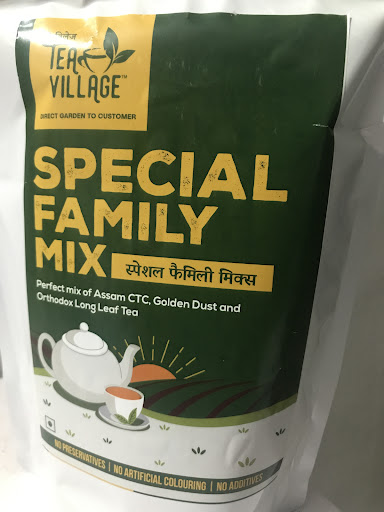 विलेज
TEA
VILLAGE™
DIRECT GARDEN TO CUSTOMER
SPECIAL
FAMILY
MIX
स्पेशल फैमिली मिक्स
Perfect mix of Assam CTC, Golden Dust and
Orthodox Long Leaf Tea
NO PRESERVATIVES | NO ARTIFICIAL COLOURING | NO ADDITIVES